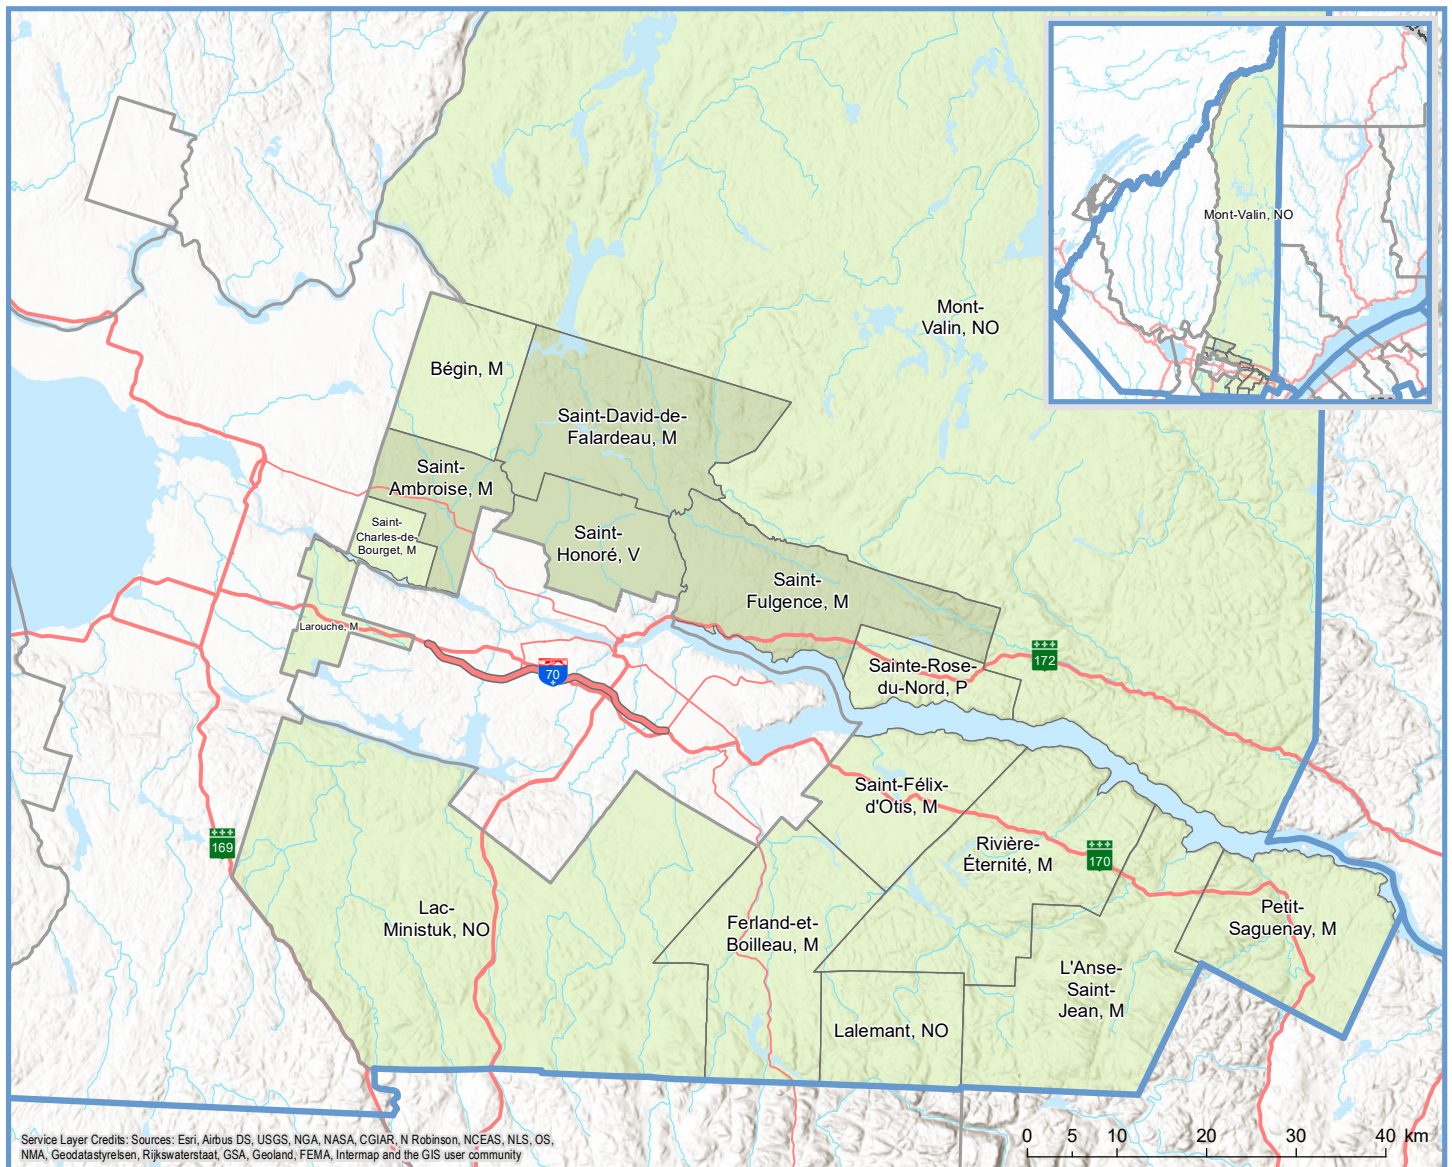 Mont-Valin, NO
Mont-
Valin, NO
Bégin, M
Saint-David-de-
Falardeau, M
Saint-
Ambroise, M
Saint-
Charles-de-
Bourget, M
Saint-
Honoré, V
Saint-
Fulgence, M
Larouche, M
Sainte-Rose-
du-Nord, P
172
70
Saint-Félix-
d'Otis, M
169
Rivière-
Éternité, M
170
Lac-
Ministuk, NO
Ferland-et-
Boilleau, M
Petit-
Saguenay, M
L'Anse-
Saint-
Jean, M
Lalemant, NO
Service Layer Credits: Sources: Esri, Airbus DS, USGS, NGA, NASA, CGIAR, N Robinson, NCEAS, NLS, OS,
NMA, Geodatastyrelsen, Rijkswaterstaat, GSA, Geoland, FEMA, Intermap and the GIS user community
0 5 10 20 30 40 km